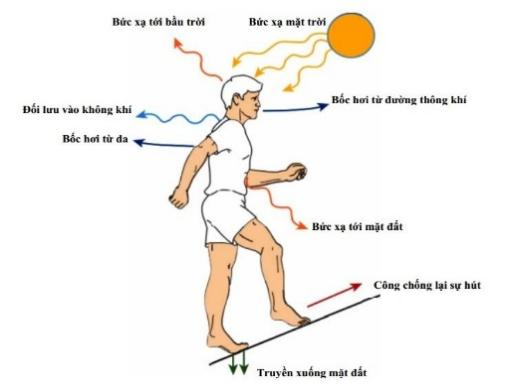 Bức xạ tới bầu trời
Bức xạ mặt trời
Đối lưu vào không khí
Bốc hơi từ đường thông khí
Bốc hơi từ da
Bức xạ tới mặt đất
Công chống lại sự hút
Truyền xuống mặt đất